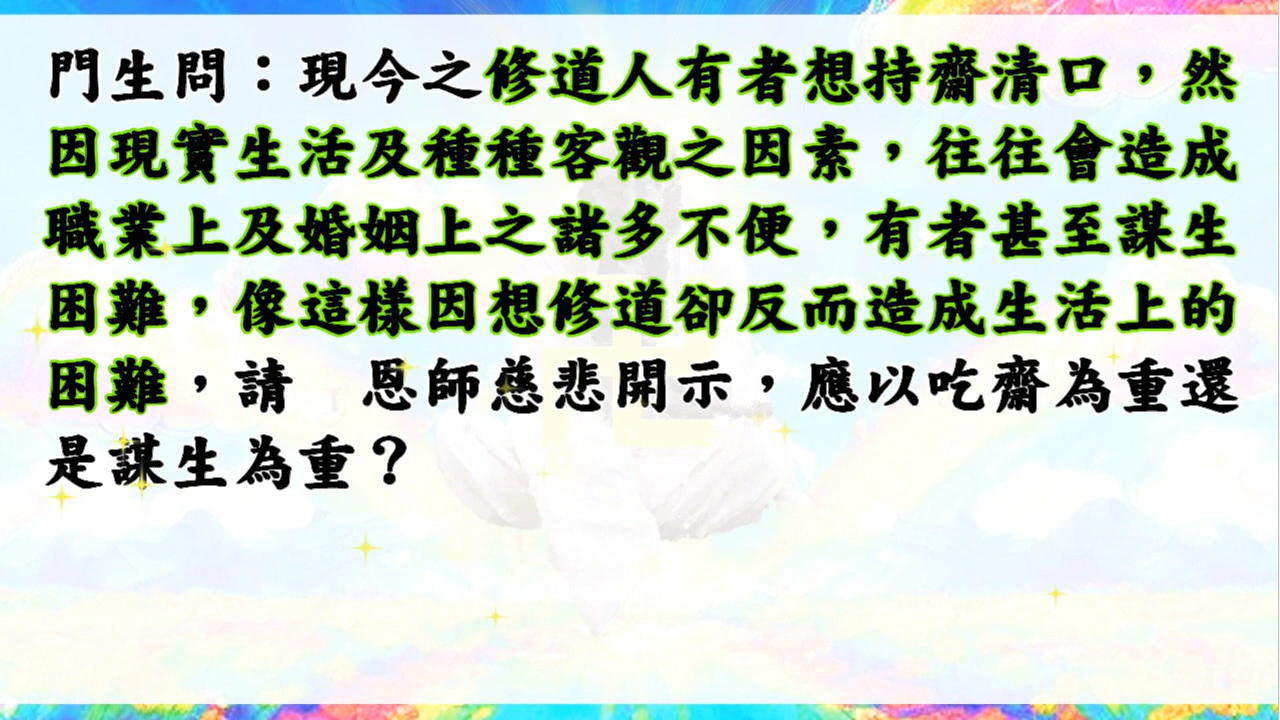 門生問：現今之修道人有者想持齋清口，然
因現實生活及種種客觀之因素，往往會造成
職業上及婚姻上之諸多不便，有者甚至謀生
困難，像這樣因想修道卻反而造成生活上的
困難，請　恩師慈悲開示，應以吃齋為重還
是謀生為重？